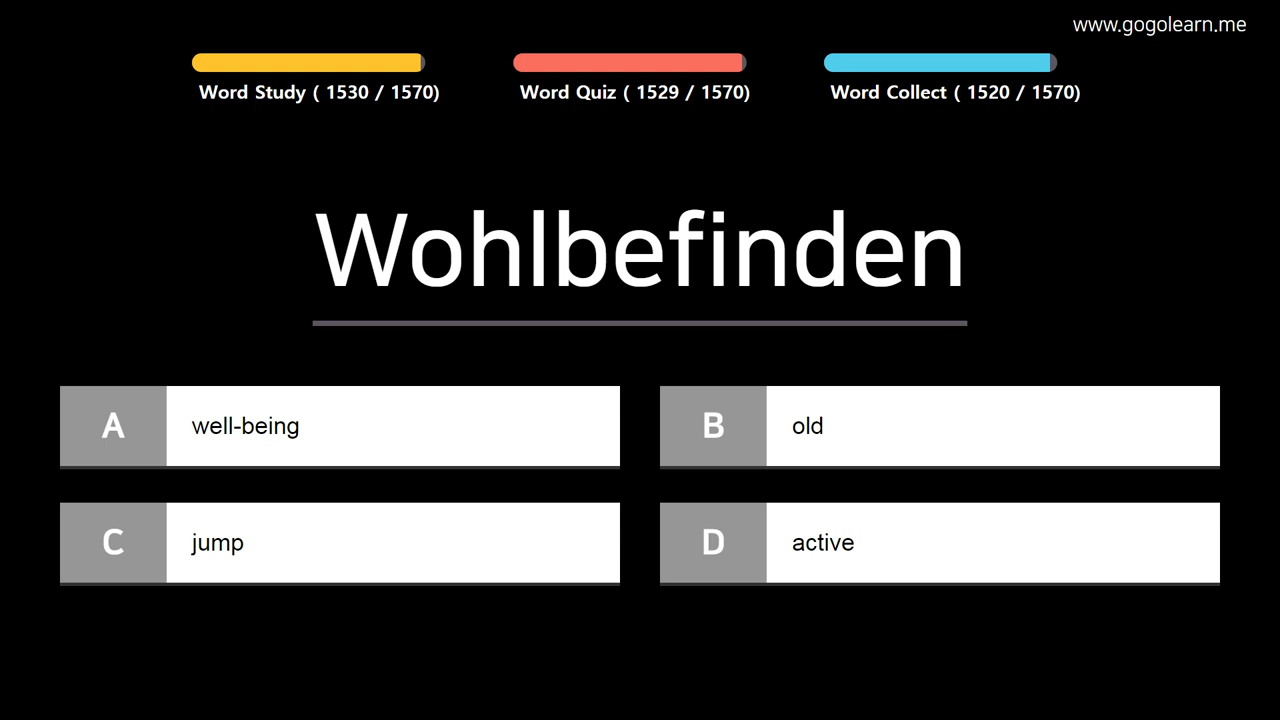 www.gogolearn.me
Word Study ( 1530 / 1570)
Word Quiz ( 1529 / 1570)
Word Collect ( 1520 / 1570)
Wohlbefinden
A well-being
B old
C jump
D active